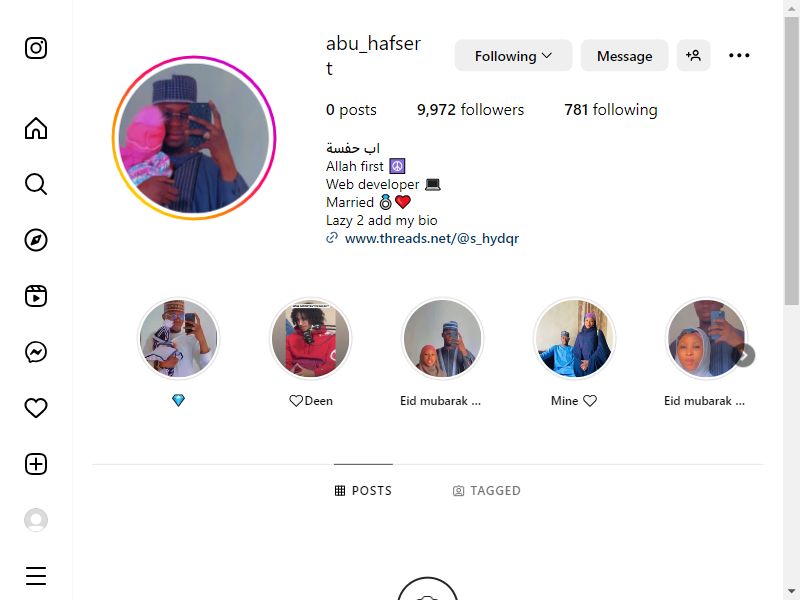 abu_hafser
t
Following
Message
0 posts
9,972 followers
781 following
اب حفسة
Allah first ☮️
Web developer 💻
Married 💍❤️
Lazy 2 add my bio
www.threads.net/@s_hydqr
💎
♡Deen
Eid mubarak ...
Mine ♡
Eid mubarak ...
POSTS
TAGGED